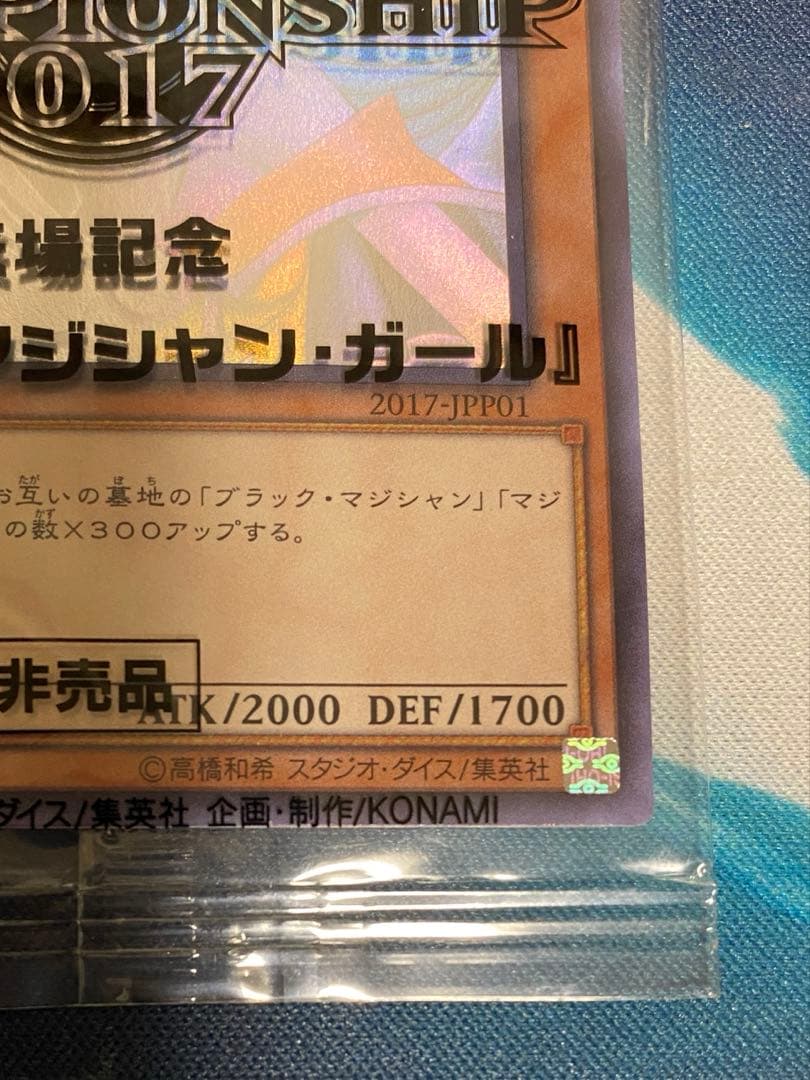 PIONSHIP
2017
場記念
マジシャン・ガール』
2017-JPP01
お互いの墓地の「ブラック・マジシャン」「マジ
の数×300アップする。
非売品
ATK/2000 DEF/1700
©高橋和希 スタジオ・ダイス/集英社
ダイス/集英社 企画・制作/KONAMI